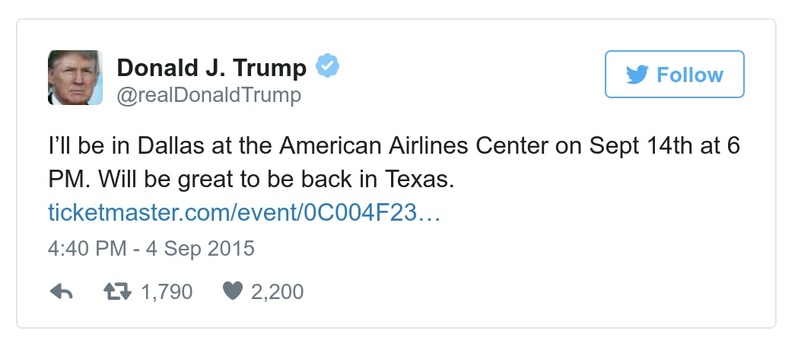 Donald J. Trump
Follow
@realDonaldTrump
I’ll be in Dallas at the American Airlines Center on Sept 14th at 6
PM. Will be great to be back in Texas.
ticketmaster.com/event/0C004F23…
4:40 PM - 4 Sep 2015
1,790 2,200